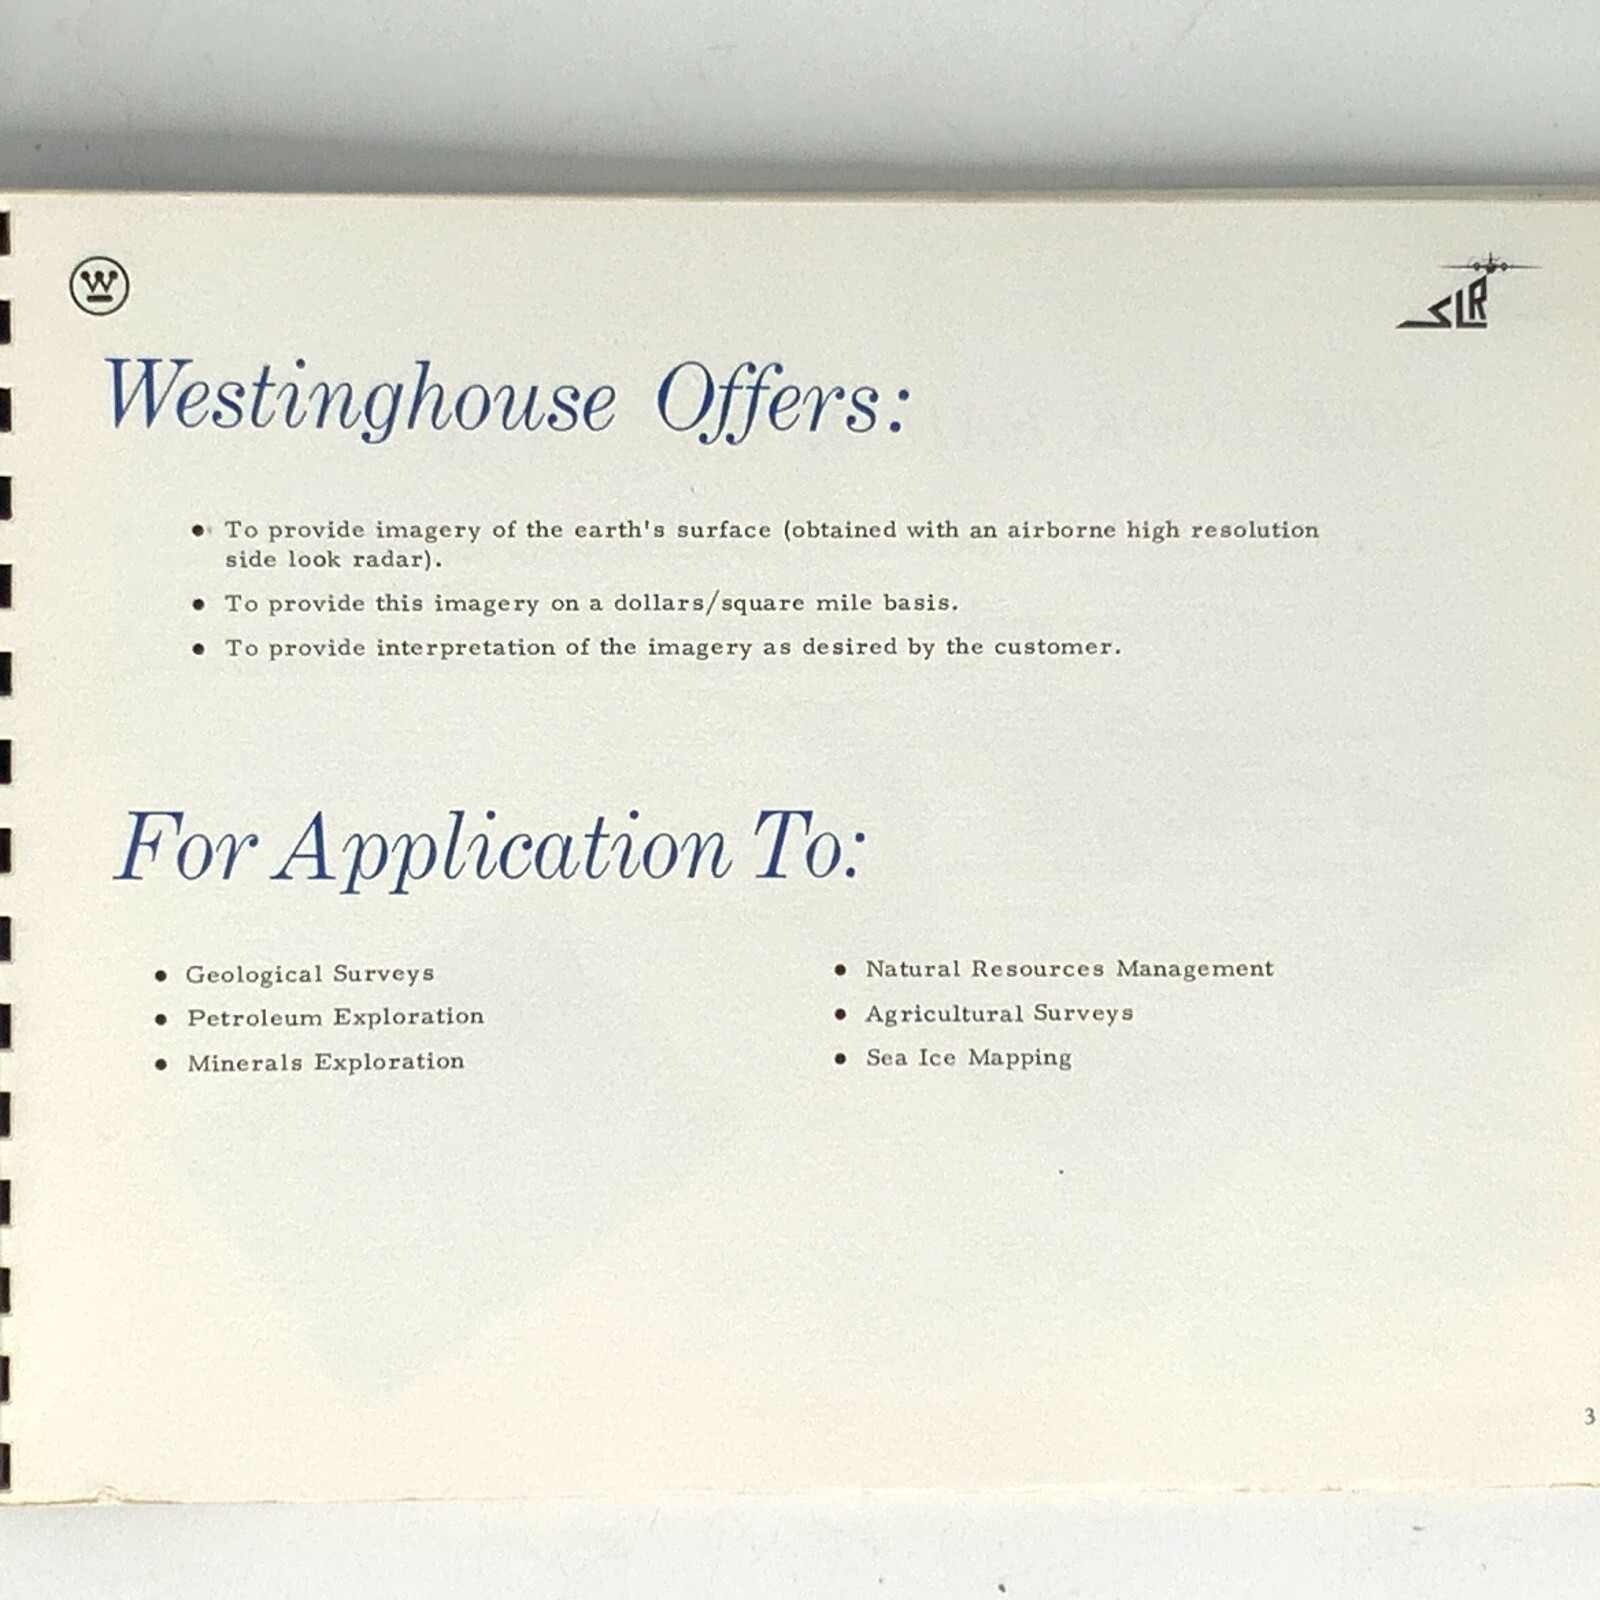 W
SLR
Westinghouse Offers:
• To provide imagery of the earth's surface (obtained with an airborne high resolution
side look radar).
• To provide this imagery on a dollars/square mile basis.
• To provide interpretation of the imagery as desired by the customer.
For Application To:
• Geological Surveys
• Petroleum Exploration
• Minerals Exploration
• Natural Resources Management
• Agricultural Surveys
• Sea Ice Mapping
3